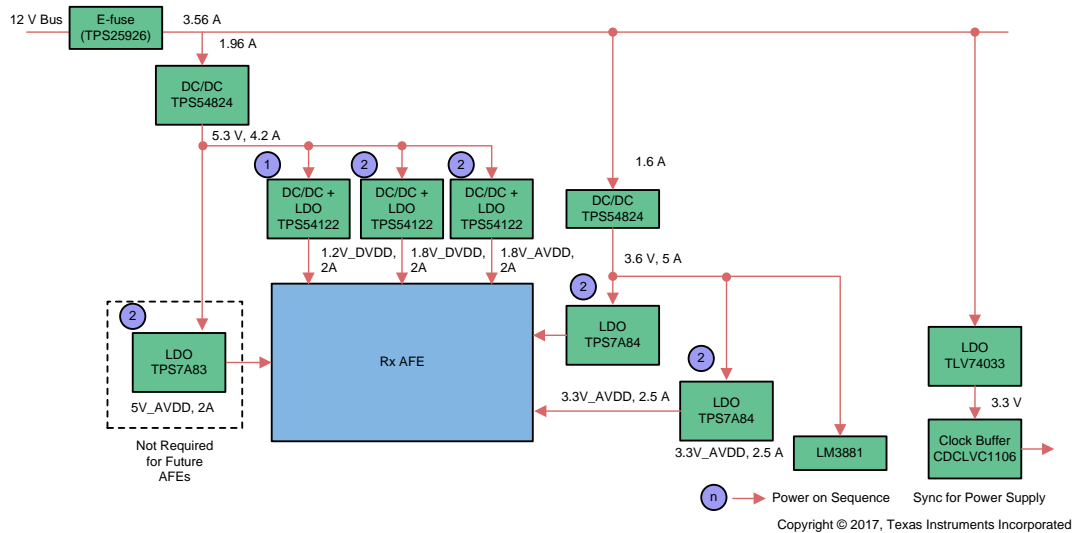 12 V Bus
E-fuse
(TPS25926)
3.56 A
1.96 A
DC/DC
TPS54824
5.3 V, 4.2 A
1
2
2
DC/DC +
LDO
TPS54122
DC/DC +
LDO
TPS54122
DC/DC +
LDO
TPS54122
1.2V_DVDD,
2A
1.8V_DVDD,
2A
1.8V_AVDD,
2A
1.6 A
DC/DC
TPS54824
3.6 V, 5 A
2
LDO
TPS7A83
5V_AVDD, 2A
Not Required
for Future
AFEs
Rx AFE
2
LDO
TPS7A84
2
3.3V_AVDD, 2.5 A
LDO
TPS7A84
3.3V_AVDD, 2.5 A
LM3881
LDO
TLV74033
3.3 V
Clock Buffer
CDCLVC1106
n
Power on Sequence
Sync for Power Supply
Copyright © 2017, Texas Instruments Incorporated